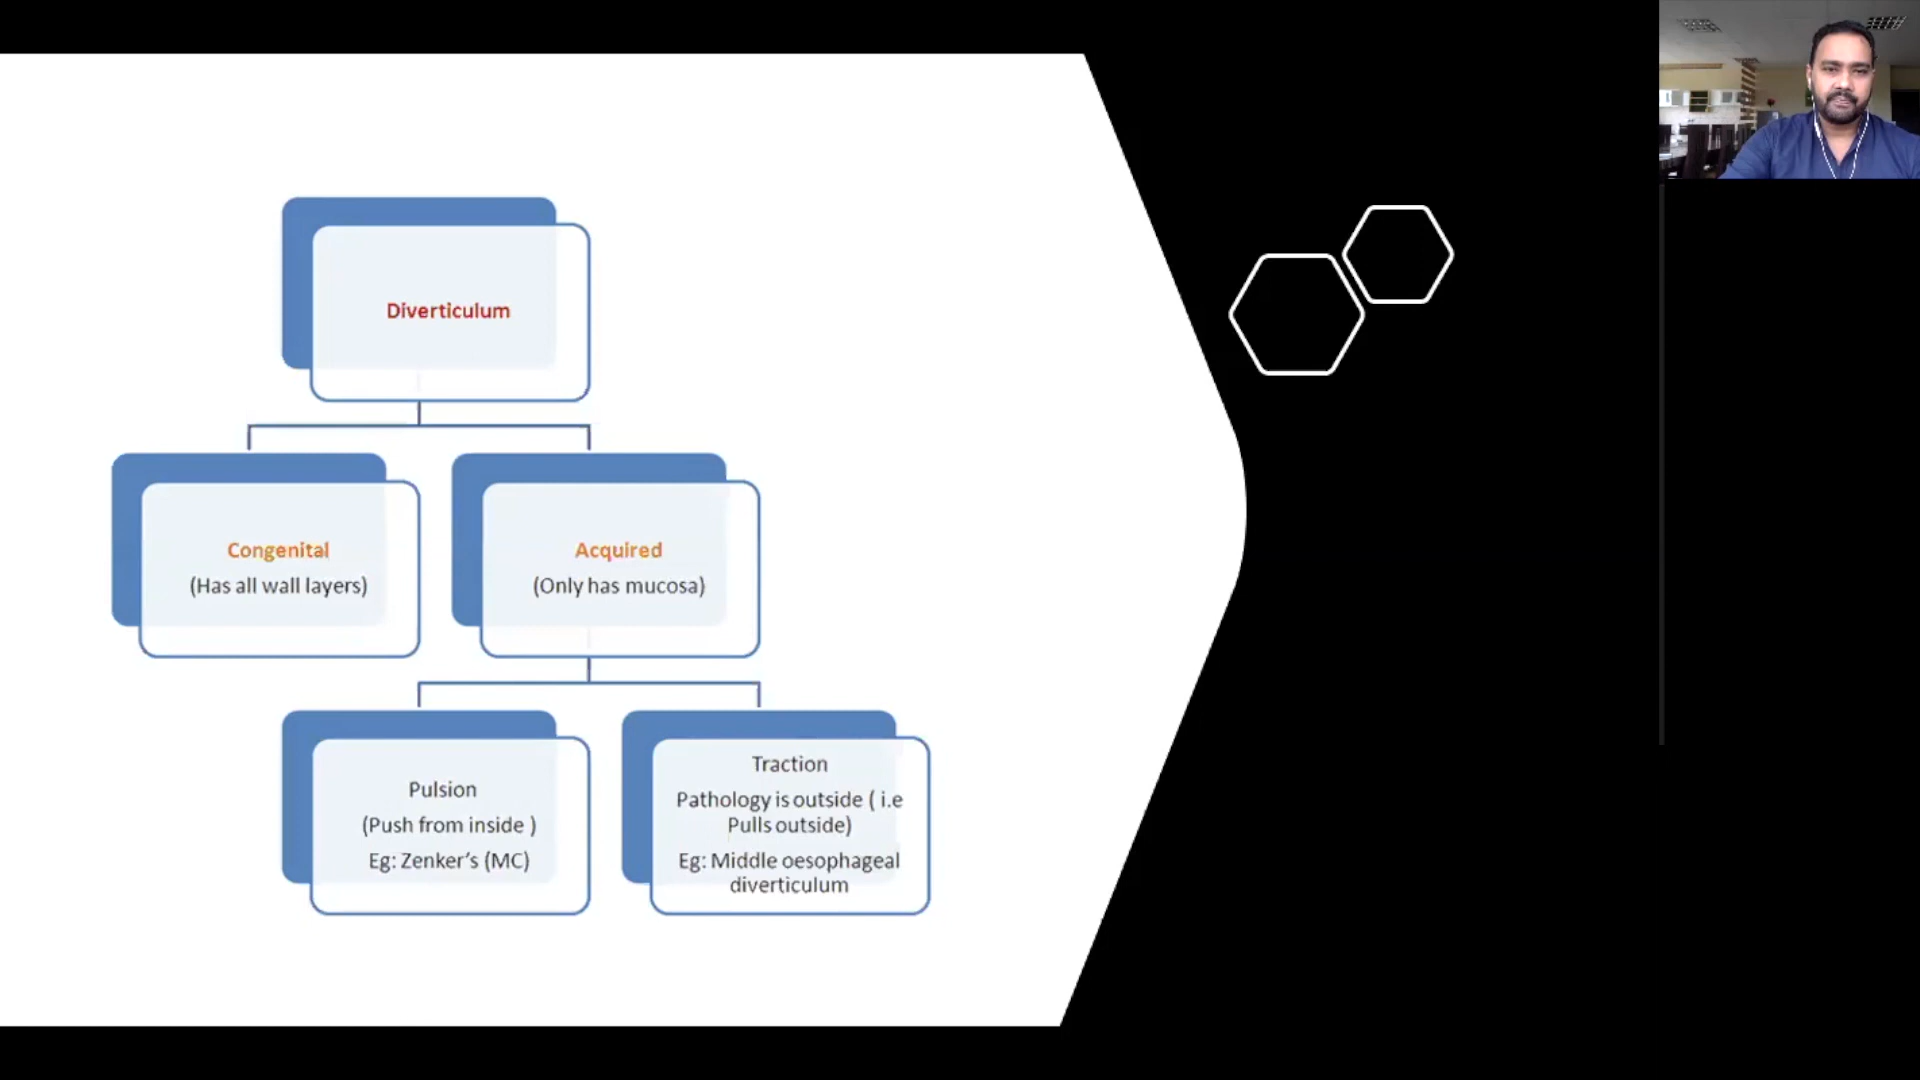 Diverticulum
Congenital
(Has all wall layers)
Acquired
(Only has mucosa)
Pulsion
(Push from inside )
Eg: Zenker's (MC)
Traction
Pathology is outside ( i.e
Pulls outside)
Eg: Middle oesophageal
diverticulum